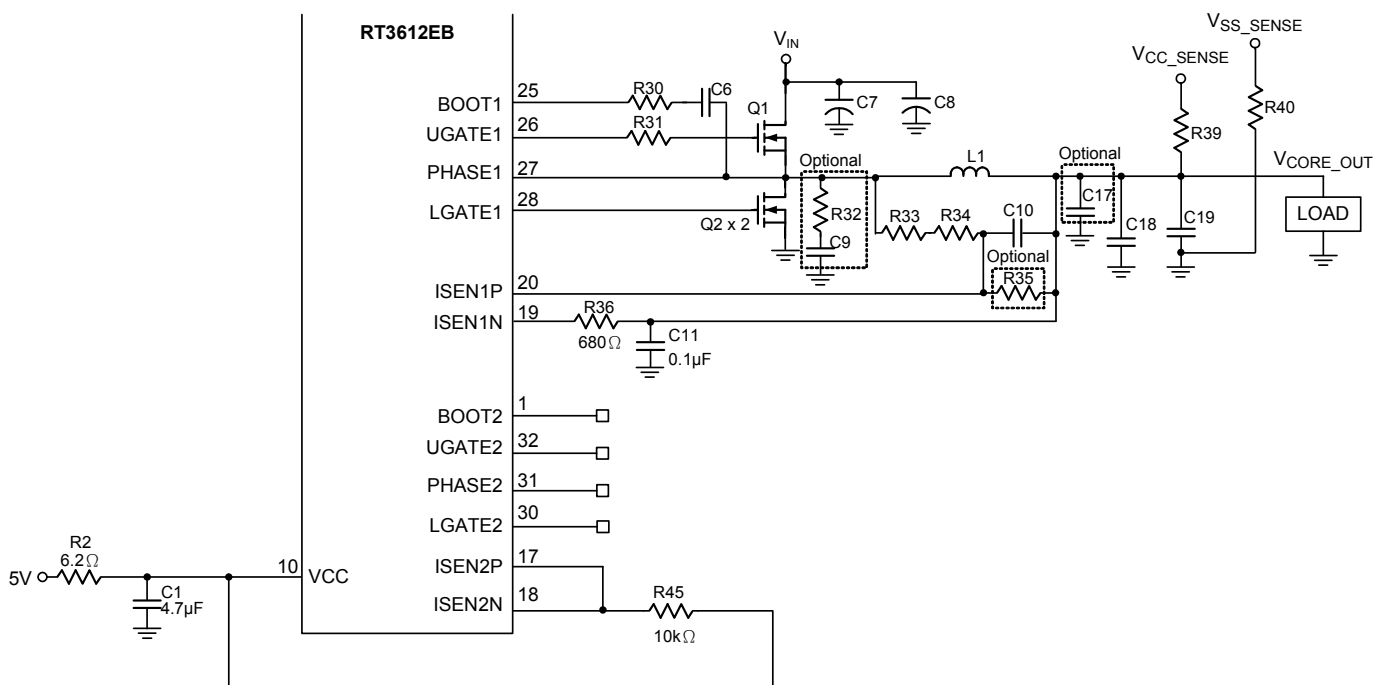 RT3612EB
V_SS_SENSE
V_IN
V_CC_SENSE
BOOT1
25
R30
C6
Q1
C7
C8
R40
UGATE1
26
R31
R39
PHASE1
27
Optional
L1
Optional
V_CORE_OUT
LGATE1
28
Q2 x 2
R32
R33
R34
C10
C17
C18
C19
LOAD
C9
Optional
ISEN1P
20
R35
ISEN1N
19
R36
680Ω
C11
0.1µF
BOOT2
1
UGATE2
32
PHASE2
31
LGATE2
30
R2
6.2Ω
5V
10
VCC
ISEN2P
17
C1
4.7µF
ISEN2N
18
R45
10kΩ